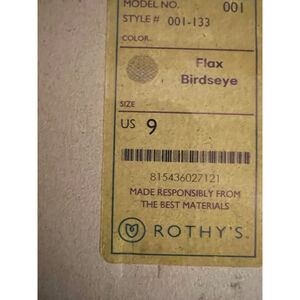 MODEL NO. 001
STYLE # 001-133
COLOR
Flax
Birdseye
SIZE
US 9
815436027121
MADE RESPONSIBLY FROM
THE BEST MATERIALS
ROTHY'S™